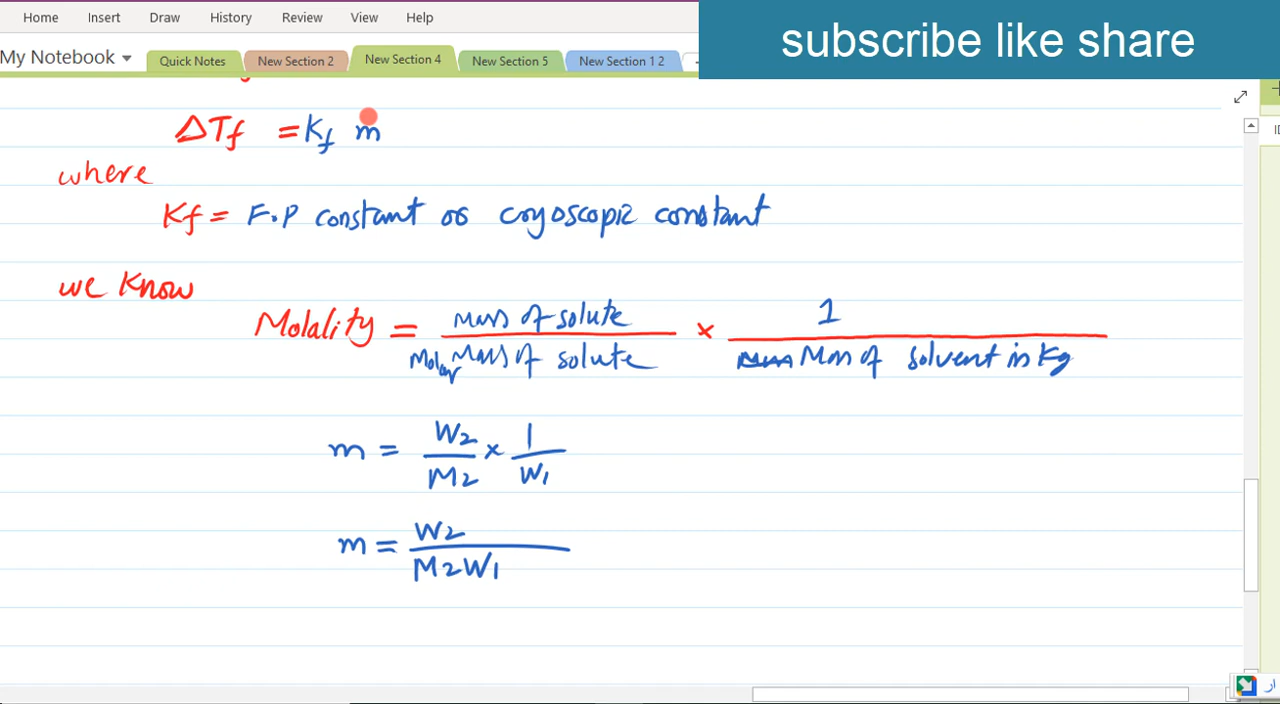 Home Insert Draw History Review View Help
subscribe like share
My Notebook Quick Notes New Section 2 New Section 4 New Section 5 New Section 1 2
ΔTf = Kf m
where
Kf = F.P constant or cryoscopic constant
we know
Molality = Mass of solute / Molar Mass of solute × 1 / Mass of solvent in Kg
m = W2 / M2 × 1 / W1
m = W2 / M2W1